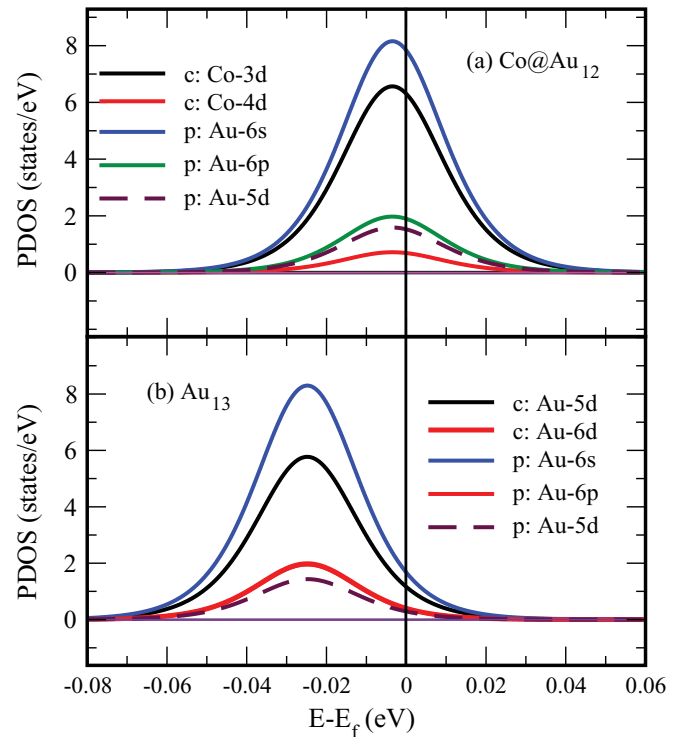 8
6
4
2
0
PDOS (states/eV)
c: Co-3d
c: Co-4d
p: Au-6s
p: Au-6p
p: Au-5d
(a) Co@Au₁₂
8
6
4
2
0
PDOS (states/eV)
(b) Au₁₃
c: Au-5d
c: Au-6d
p: Au-6s
p: Au-6p
p: Au-5d
-0.08 -0.06 -0.04 -0.02 0 0.02 0.04 0.06
E-E_f (eV)